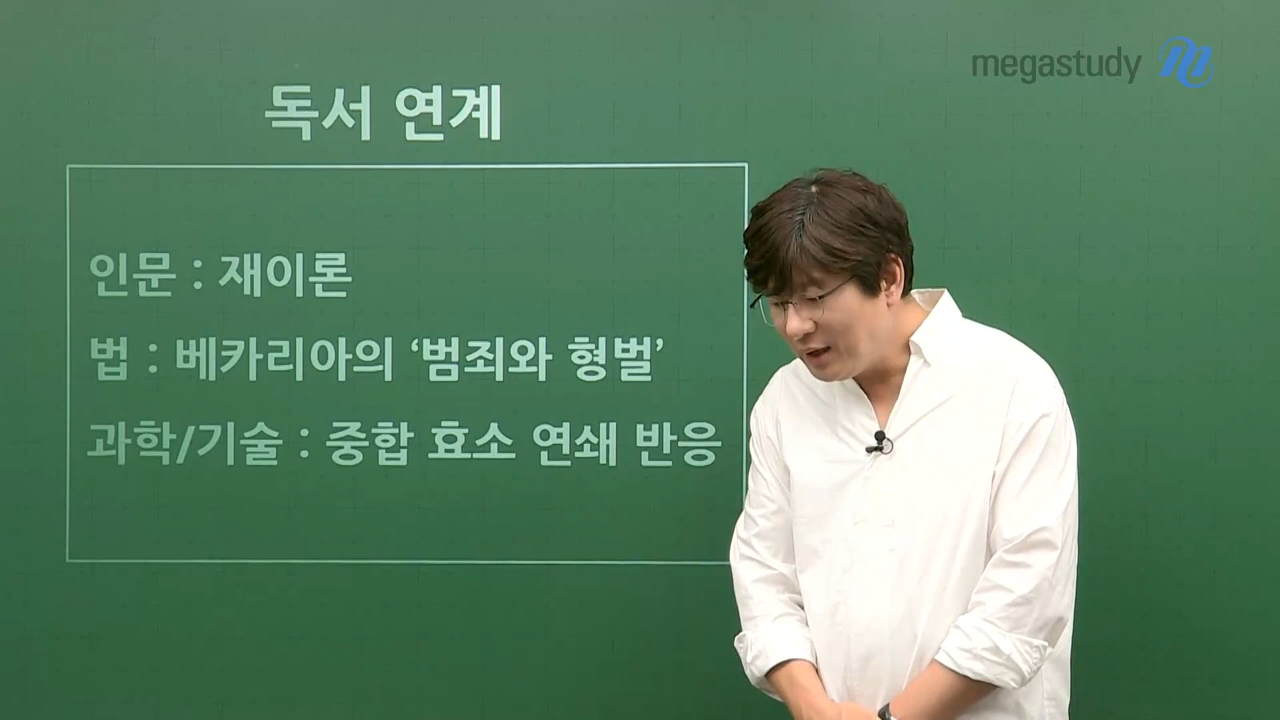 megastudy
독서 연계
인문 : 재이론
법 : 베카리아의 ‘범죄와 형벌’
과학/기술 : 중합 효소 연쇄 반응